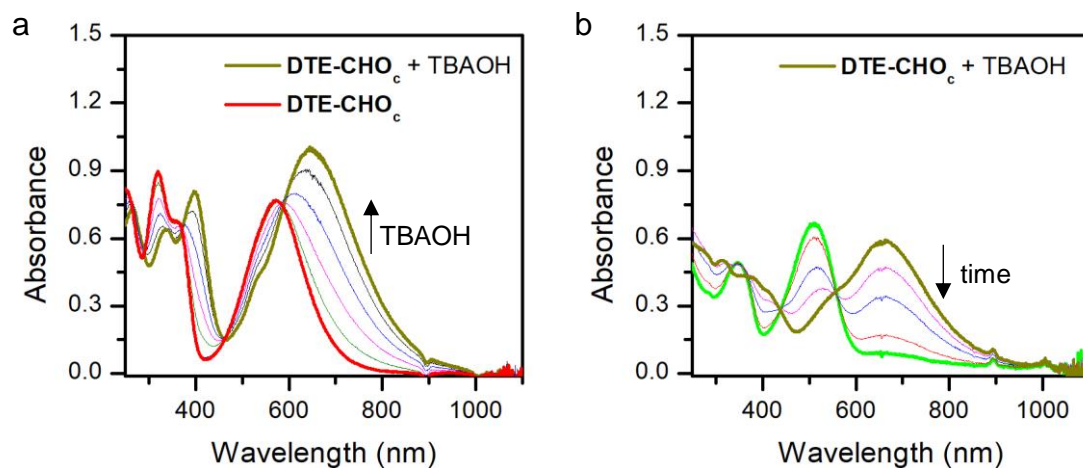 a
1.5
1.2
0.9
0.6
0.3
0.0
Absorbance
DTE-CHOc + TBAOH
DTE-CHOc
TBAOH
400 600 800 1000
Wavelength (nm)
b
1.5
1.2
0.9
0.6
0.3
0.0
Absorbance
DTE-CHOc + TBAOH
time
400 600 800 1000
Wavelength (nm)